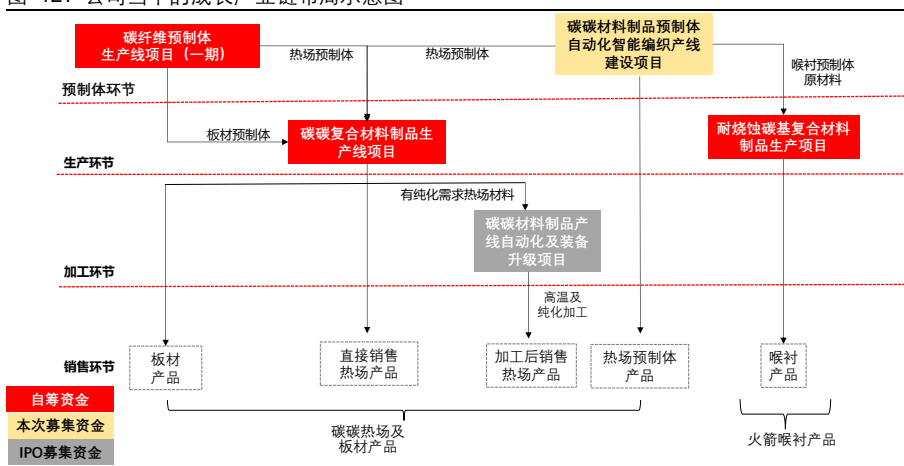 碳纤维预制体
生产线项目（一期）
热场预制体
热场预制体
碳碳材料制品预制体
自动化智能编织产线
建设项目
喉衬预制体
原材料
预制体环节
板材预制体
碳碳复合材料制品生
产线项目
耐烧蚀碳基复合材料
制品生产项目
生产环节
有纯化需求热场材料
碳碳材料制品产
线自动化及装备
升级项目
加工环节
高温及
纯化加工
销售环节
板材
产品
直接销售
热场产品
加工后销售
热场产品
热场预制体
产品
喉衬
产品
自筹资金
本次募集资金
IPO募集资金
碳碳热场及
板材产品
火箭喉衬产品